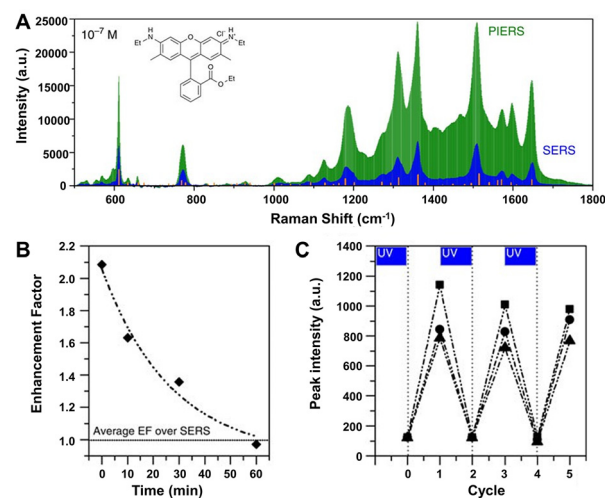 A
10⁻⁷ M
Et
N
H
O
Cl⁻
+
N
H
Et
O
O
PIERS
SERS
Intensity (a.u.)
25000
20000
15000
10000
5000
0
600
800
1000
1200
1400
1600
1800
Raman Shift (cm⁻¹)
B
Enhancement Factor
2.2
2.0
1.8
1.6
1.4
1.2
1.0
Average EF over SERS
0
10
20
30
40
50
60
Time (min)
C
Peak intensity (a.u.)
1400
1200
1000
800
600
400
200
0
UV
UV
UV
0
1
2
3
4
5
Cycle